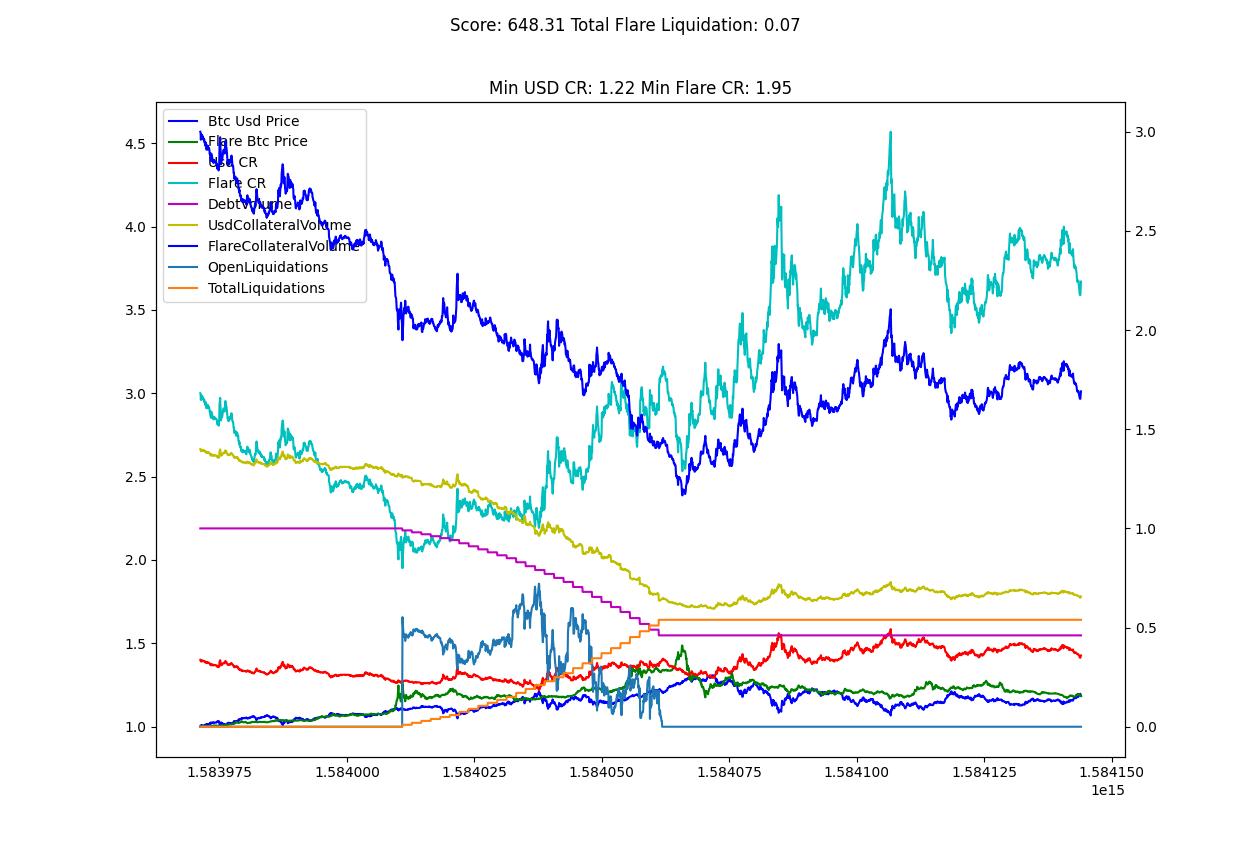 Score: 648.31 Total Flare Liquidation: 0.07
Min USD CR: 1.22 Min Flare CR: 1.95
Btc Usd Price
Flare Btc Price
Usd CR
Flare CR
DebtVolume
UsdCollateralVolume
FlareCollateralVolume
OpenLiquidations
TotalLiquidations
4.5
4.0
3.5
3.0
2.5
2.0
1.5
1.0
3.0
2.5
2.0
1.5
1.0
0.5
0.0
1.583975 1.584000 1.584025 1.584050 1.584075 1.584100 1.584125 1.584150
1e15